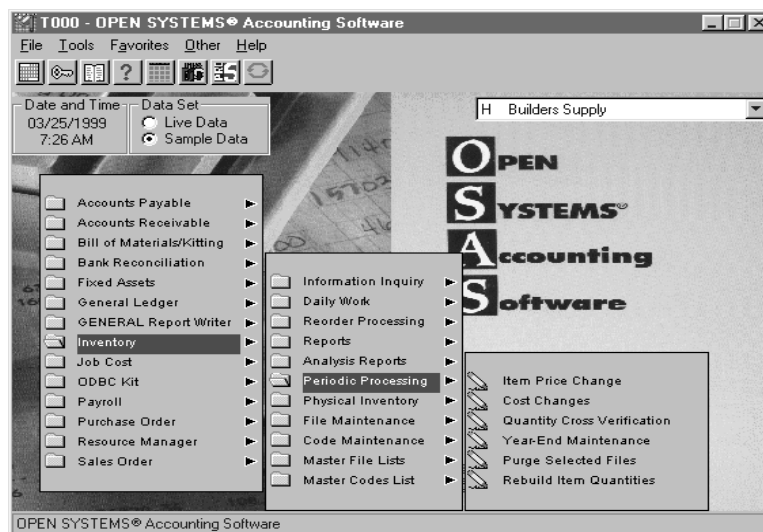 T000 - OPEN SYSTEMS® Accounting Software
File Tools Favorites Other Help
Date and Time
03/25/1999
7:26 AM
Data Set
Live Data
Sample Data
H Builders Supply
OPEN
SYSTEMS®
Accounting
Software
Accounts Payable
Accounts Receivable
Bill of Materials/Kitting
Bank Reconciliation
Fixed Assets
General Ledger
GENERAL Report Writer
Inventory
Job Cost
ODBC Kit
Payroll
Purchase Order
Resource Manager
Sales Order
Information Inquiry
Daily Work
Reorder Processing
Reports
Analysis Reports
Periodic Processing
Physical Inventory
File Maintenance
Code Maintenance
Master File Lists
Master Codes List
Item Price Change
Cost Changes
Quantity Cross Verification
Year-End Maintenance
Purge Selected Files
Rebuild Item Quantities
OPEN SYSTEMS® Accounting Software